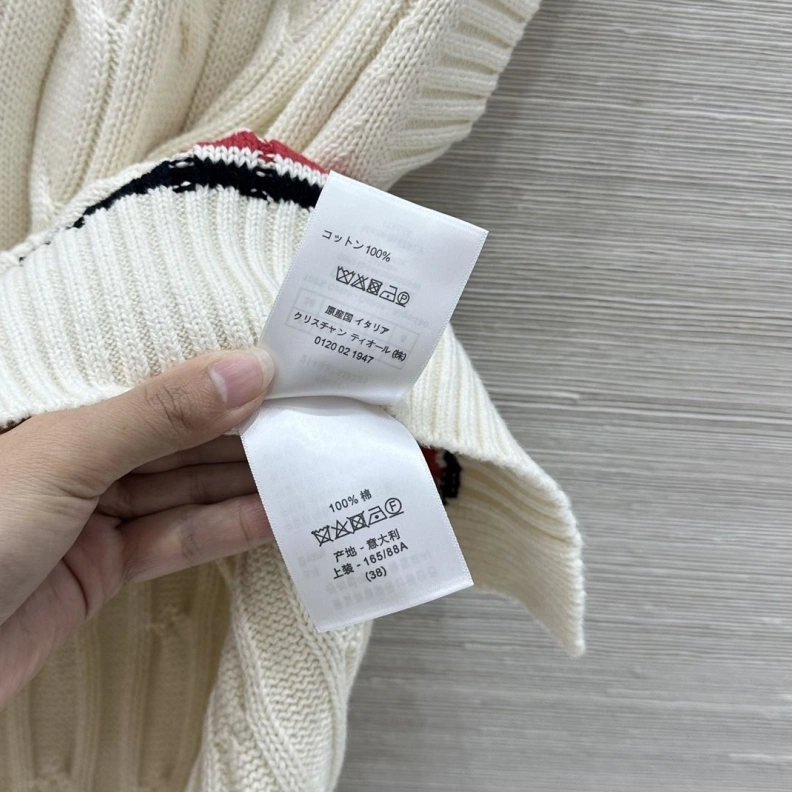 コットン100%
原産国 イタリア
クリスチャン ディオール (株)
0120 02 1947
100% 棉
产地 - 意大利
上装 - 165/88A
(38)